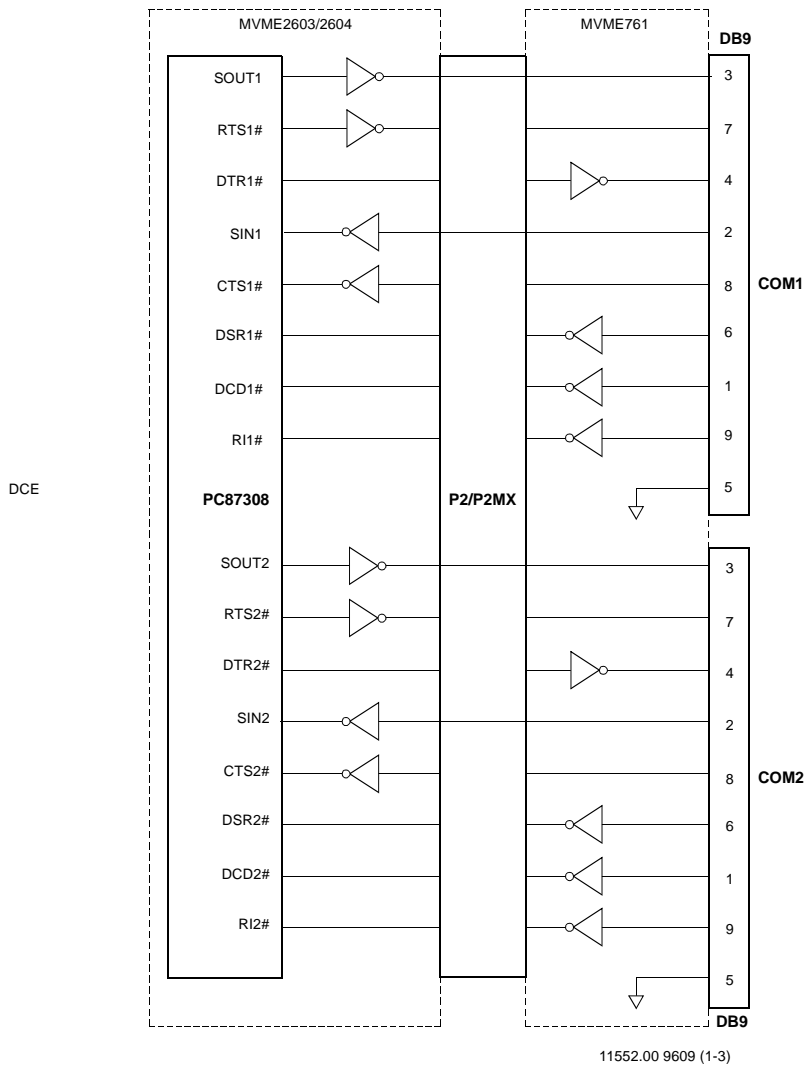 MVME2603/2604
MVME761
DB9
SOUT1
3
RTS1#
7
DTR1#
4
SIN1
2
CTS1#
8
COM1
DSR1#
6
DCD1#
1
RI1#
9
DCE
PC87308
P2/P2MX
5
SOUT2
3
RTS2#
7
DTR2#
4
SIN2
2
CTS2#
8
COM2
DSR2#
6
DCD2#
1
RI2#
9
5
DB9
11552.00 9609 (1-3)